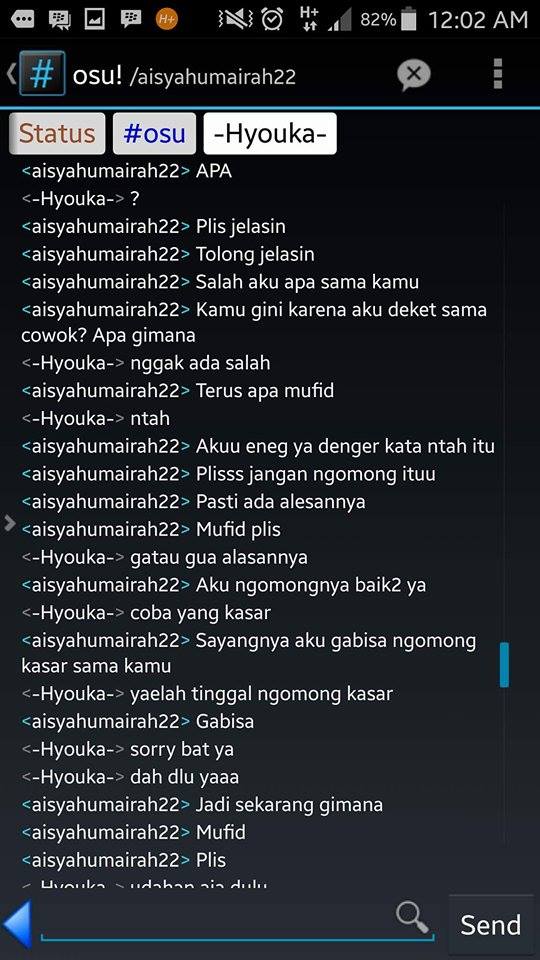 H+
H+
82%
12:02 AM
# osu! /aisyahumairah22
Status #osu -Hyouka-
<aisyahumairah22> APA
<-Hyouka-> ?
<aisyahumairah22> Plis jelasin
<aisyahumairah22> Tolong jelasin
<aisyahumairah22> Salah aku apa sama kamu
<aisyahumairah22> Kamu gini karena aku deket sama
cowok? Apa gimana
<-Hyouka-> nggak ada salah
<aisyahumairah22> Terus apa mufid
<-Hyouka-> ntah
<aisyahumairah22> Akuu eneg ya denger kata ntah itu
<aisyahumairah22> Plisss jangan ngomong ituu
<aisyahumairah22> Pasti ada alesannya
<aisyahumairah22> Mufid plis
<-Hyouka-> gatau gua alasannya
<aisyahumairah22> Aku ngomongnya baik2 ya
<-Hyouka-> coba yang kasar
<aisyahumairah22> Sayangnya aku gabisa ngomong
kasar sama kamu
<-Hyouka-> yaelah tinggal ngomong kasar
<aisyahumairah22> Gabisa
<-Hyouka-> sorry bat ya
<-Hyouka-> dah dlu yaaa
<aisyahumairah22> Jadi sekarang gimana
<aisyahumairah22> Mufid
<aisyahumairah22> Plis
<-Hyouka-> udahan aja dulu
Send